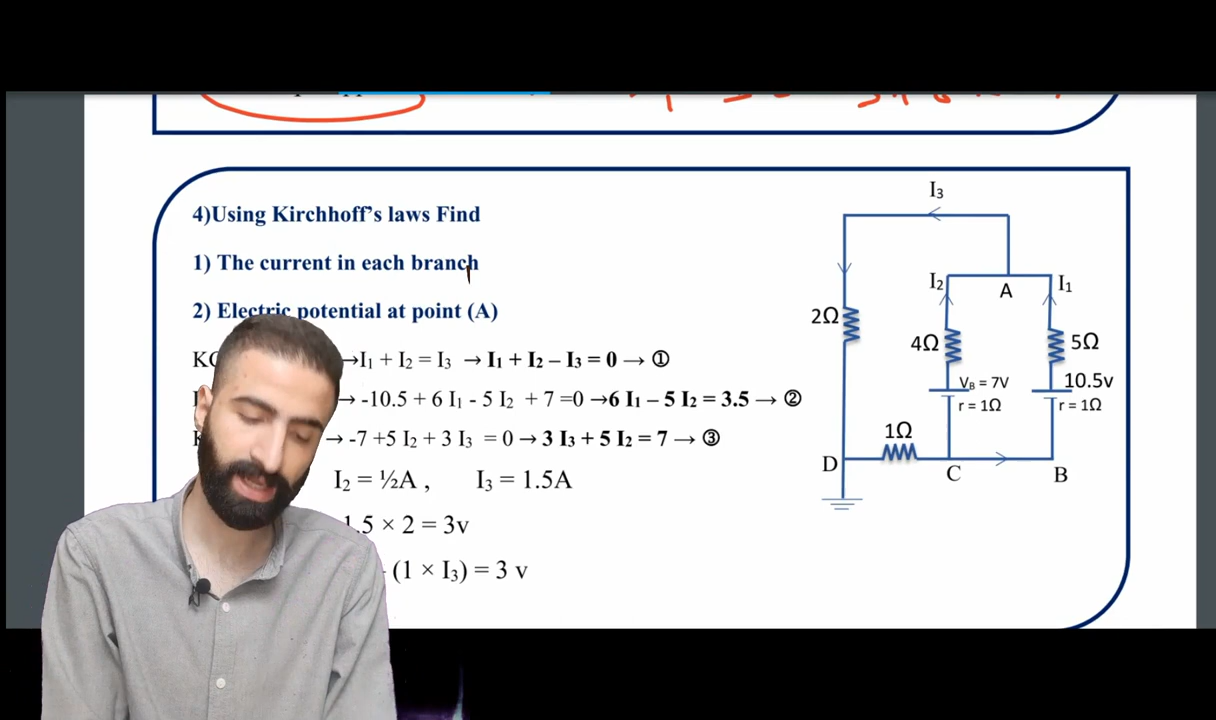 4)Using Kirchhoff's laws Find
1) The current in each branch
2) Electric potential at point (A)
→I₁ + I₂ = I₃ → I₁ + I₂ – I₃ = 0 → ①
→ -10.5 + 6 I₁ - 5 I₂ + 7 =0 →6 I₁ – 5 I₂ = 3.5 → ②
→ -7 +5 I₂ + 3 I₃ = 0 → 3 I₃ + 5 I₂ = 7 → ③
I₂ = ½A , I₃ = 1.5A
1.5 × 2 = 3v
(1 × I₃) = 3 v
I₃
I₂
A
I₁
2Ω
4Ω
5Ω
V_B = 7V
10.5v
r = 1Ω
r = 1Ω
1Ω
D
C
B